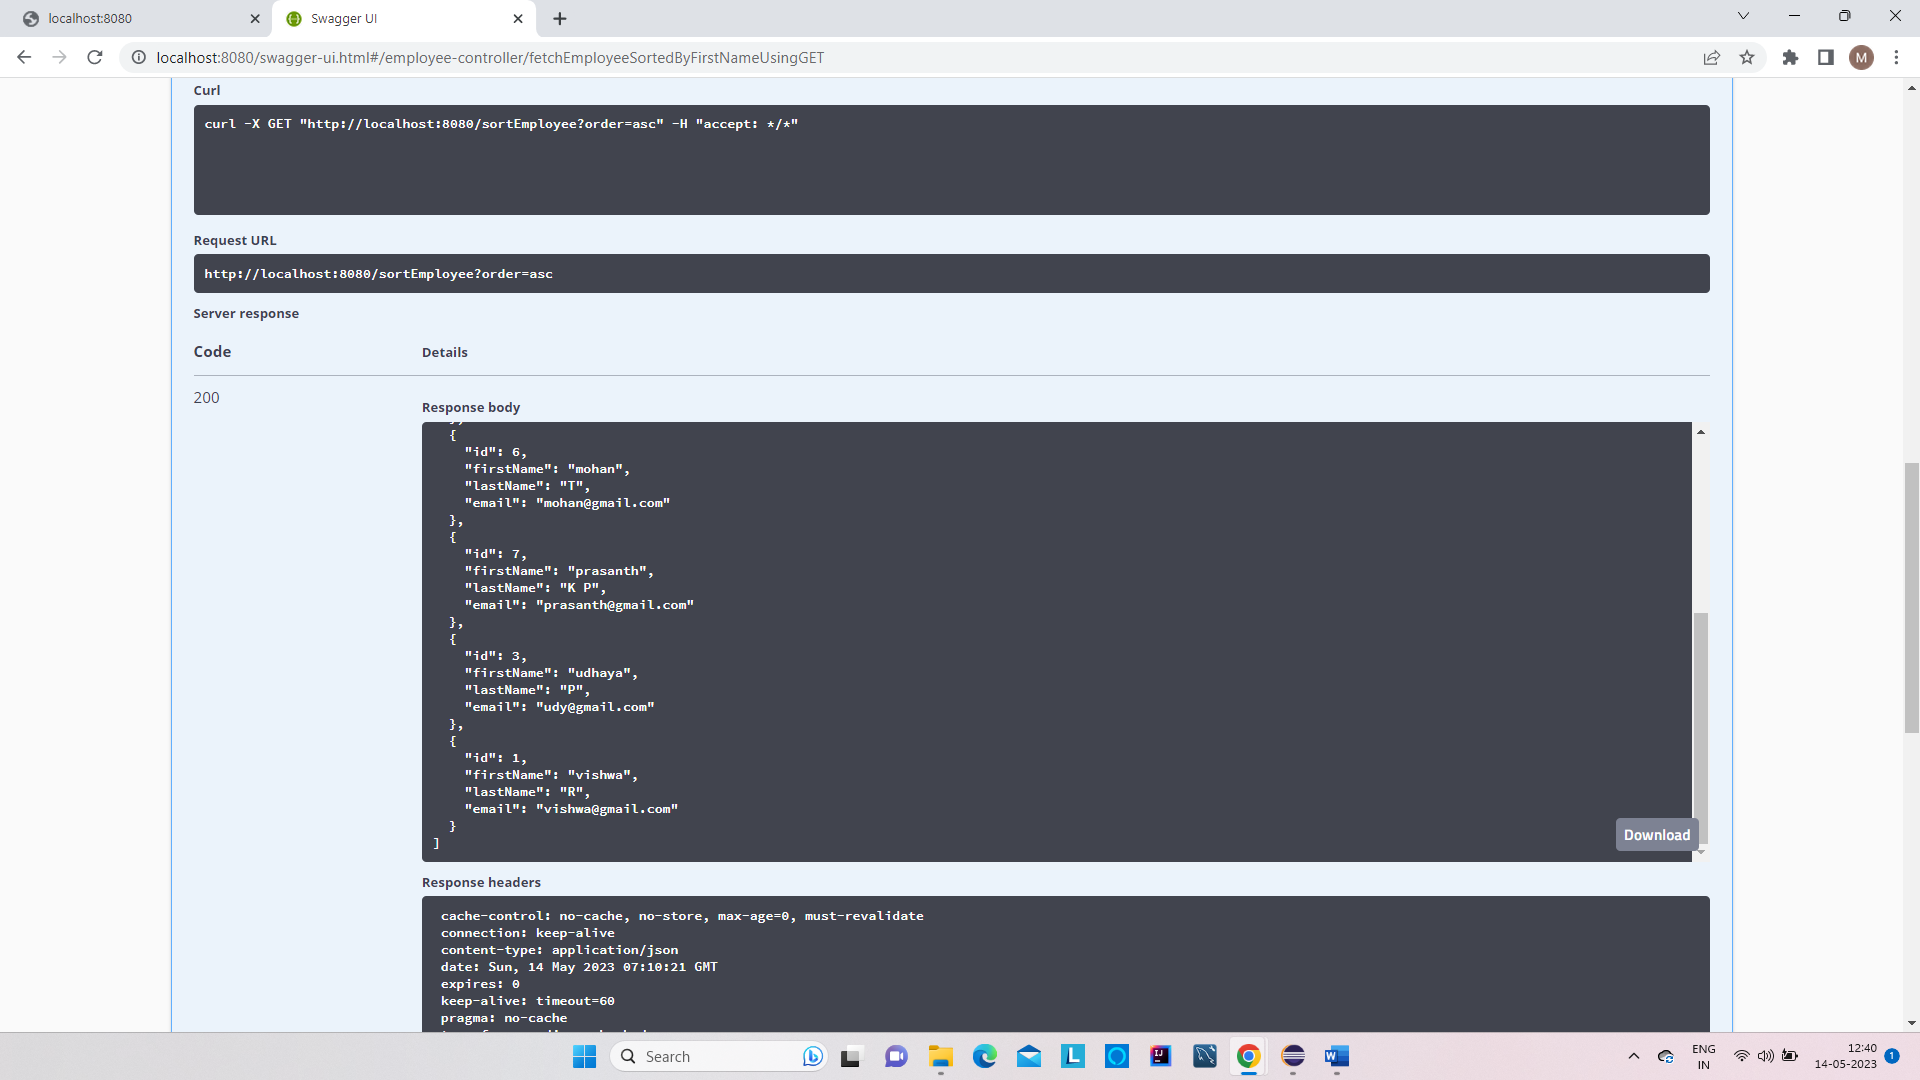 localhost:8080
Swagger UI
localhost:8080/swagger-ui.html#/employee-controller/fetchEmployeeSortedByFirstNameUsingGET
M
Curl
curl -X GET "http://localhost:8080/sortEmployee?order=asc" -H "accept: */*"
Request URL
http://localhost:8080/sortEmployee?order=asc
Server response
Code Details
200
Response body
{
"id": 6,
"firstName": "mohan",
"lastName": "T",
"email": "mohan@gmail.com"
},
{
"id": 7,
"firstName": "prasanth",
"lastName": "K P",
"email": "prasanth@gmail.com"
},
{
"id": 3,
"firstName": "udhaya",
"lastName": "P",
"email": "udy@gmail.com"
},
{
"id": 1,
"firstName": "vishwa",
"lastName": "R",
"email": "vishwa@gmail.com"
}
]
Download
Response headers
cache-control: no-cache, no-store, max-age=0, must-revalidate
connection: keep-alive
content-type: application/json
date: Sun, 14 May 2023 07:10:21 GMT
expires: 0
keep-alive: timeout=60
pragma: no-cache
Search
ENG
IN
12:40
14-05-2023
1